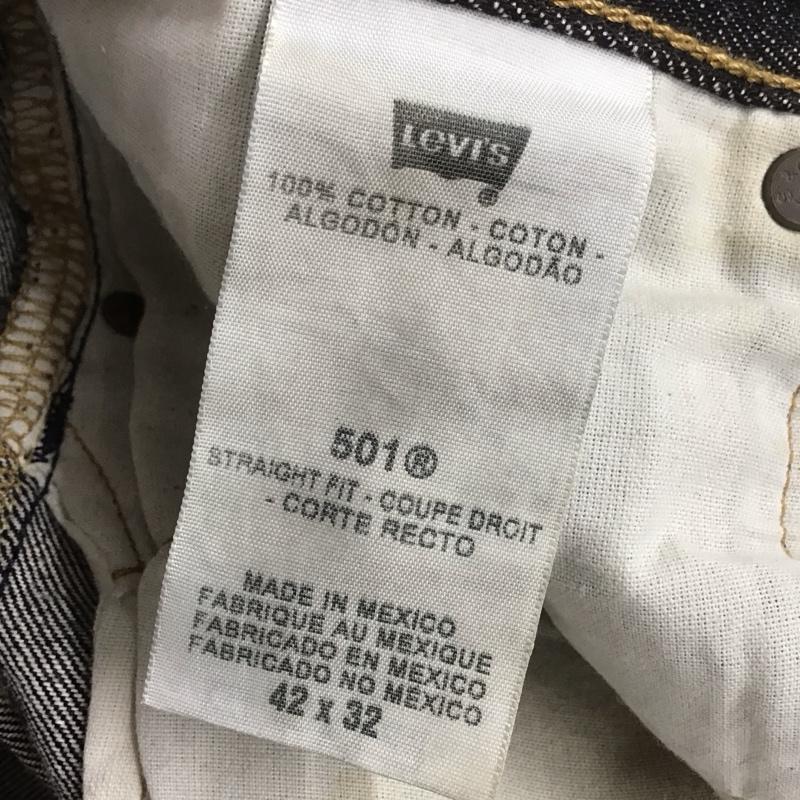 LEVI'S
100% COTTON - COTON -
ALGODÓN - ALGODÃO
501®
STRAIGHT FIT - COUPE DROIT
- CORTE RECTO
MADE IN MEXICO
FABRIQUE AU MEXIQUE
FABRICADO EN MEXICO
FABRICADO NO MÉXICO
42 x 32